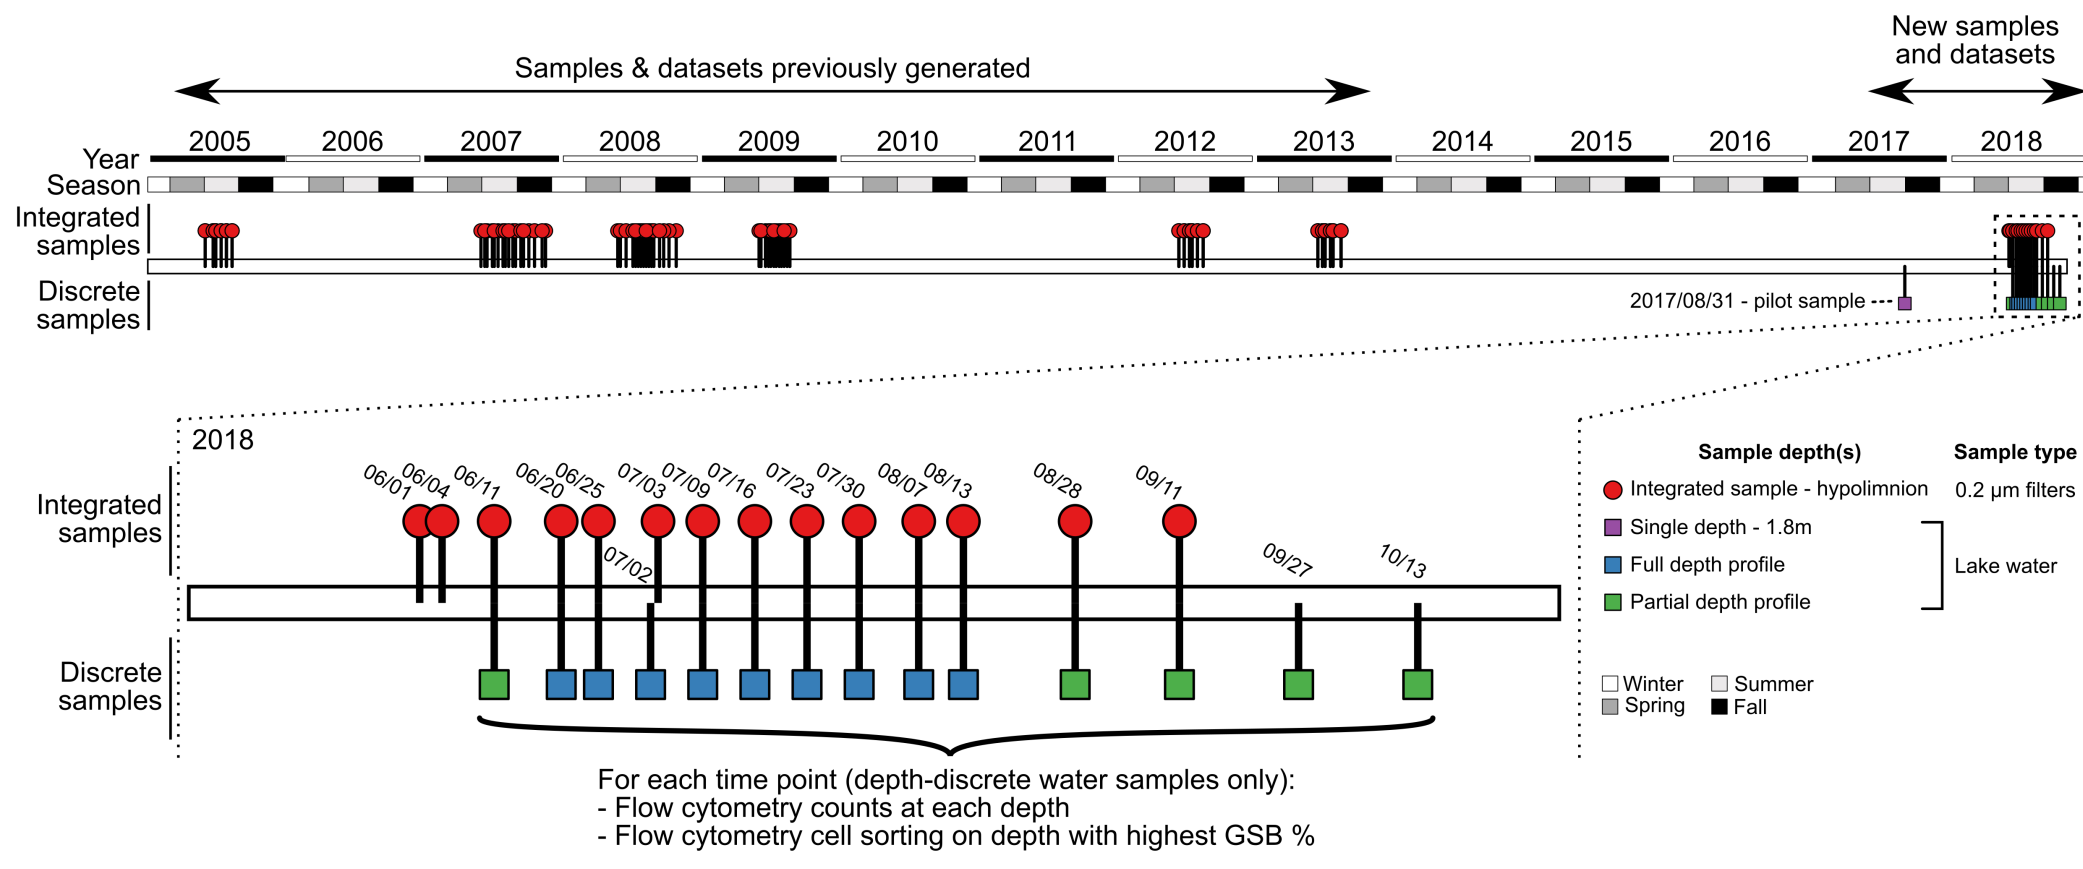 New samples
and datasets
Samples & datasets previously generated
Year
2005 2006 2007 2008 2009 2010 2011 2012 2013 2014 2015 2016 2017 2018
Season
Integrated
samples
Discrete
samples
2017/08/31 - pilot sample
2018
Integrated
samples
06/01 06/04 06/11 06/20 06/25 07/03 07/09 07/16 07/23 07/30 08/07 08/13 08/28 09/11
07/02 09/27 10/13
Discrete
samples
For each time point (depth-discrete water samples only):
- Flow cytometry counts at each depth
- Flow cytometry cell sorting on depth with highest GSB %
Sample depth(s) Sample type
Integrated sample - hypolimnion 0.2 µm filters
Single depth - 1.8m
Full depth profile
Lake water
Partial depth profile
Winter Summer
Spring Fall